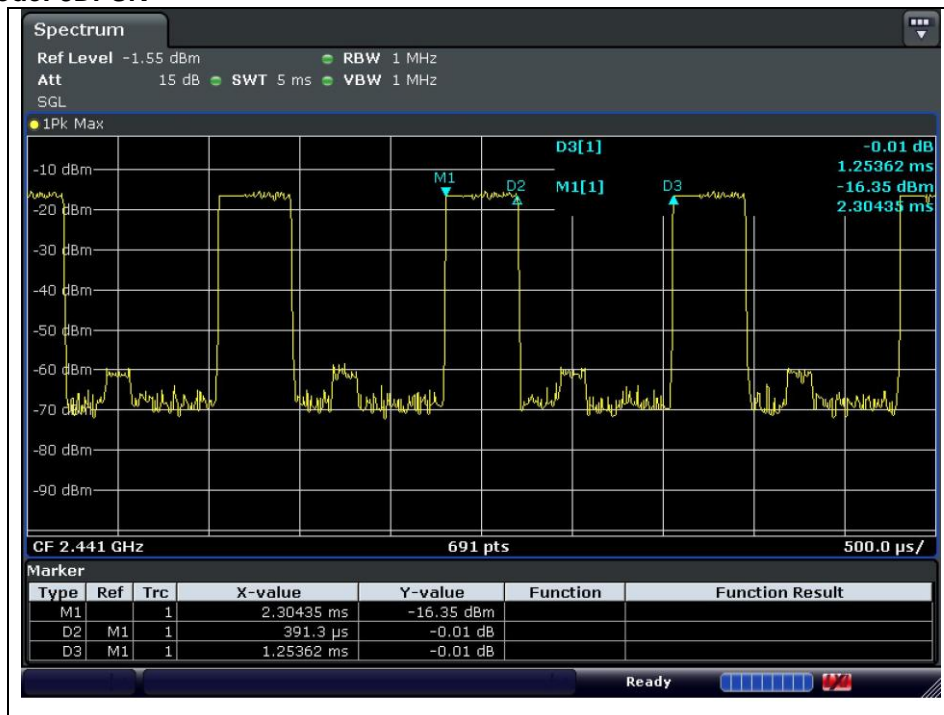 Spectrum
Ref Level -1.55 dBm RBW 1 MHz
Att 15 dB SWT 5 ms VBW 1 MHz
SGL
1Pk Max
D3[1] -0.01 dB
1.25362 ms
M1[1] -16.35 dBm
2.30435 ms
M1
D2
D3
-10 dBm
-20 dBm
-30 dBm
-40 dBm
-50 dBm
-60 dBm
-70 dBm
-80 dBm
-90 dBm
CF 2.441 GHz 691 pts 500.0 µs/
Marker
Type Ref Trc X-value Y-value Function Function Result
M1 1 2.30435 ms -16.35 dBm
D2 M1 1 391.3 µs -0.01 dB
D3 M1 1 1.25362 ms -0.01 dB
Ready